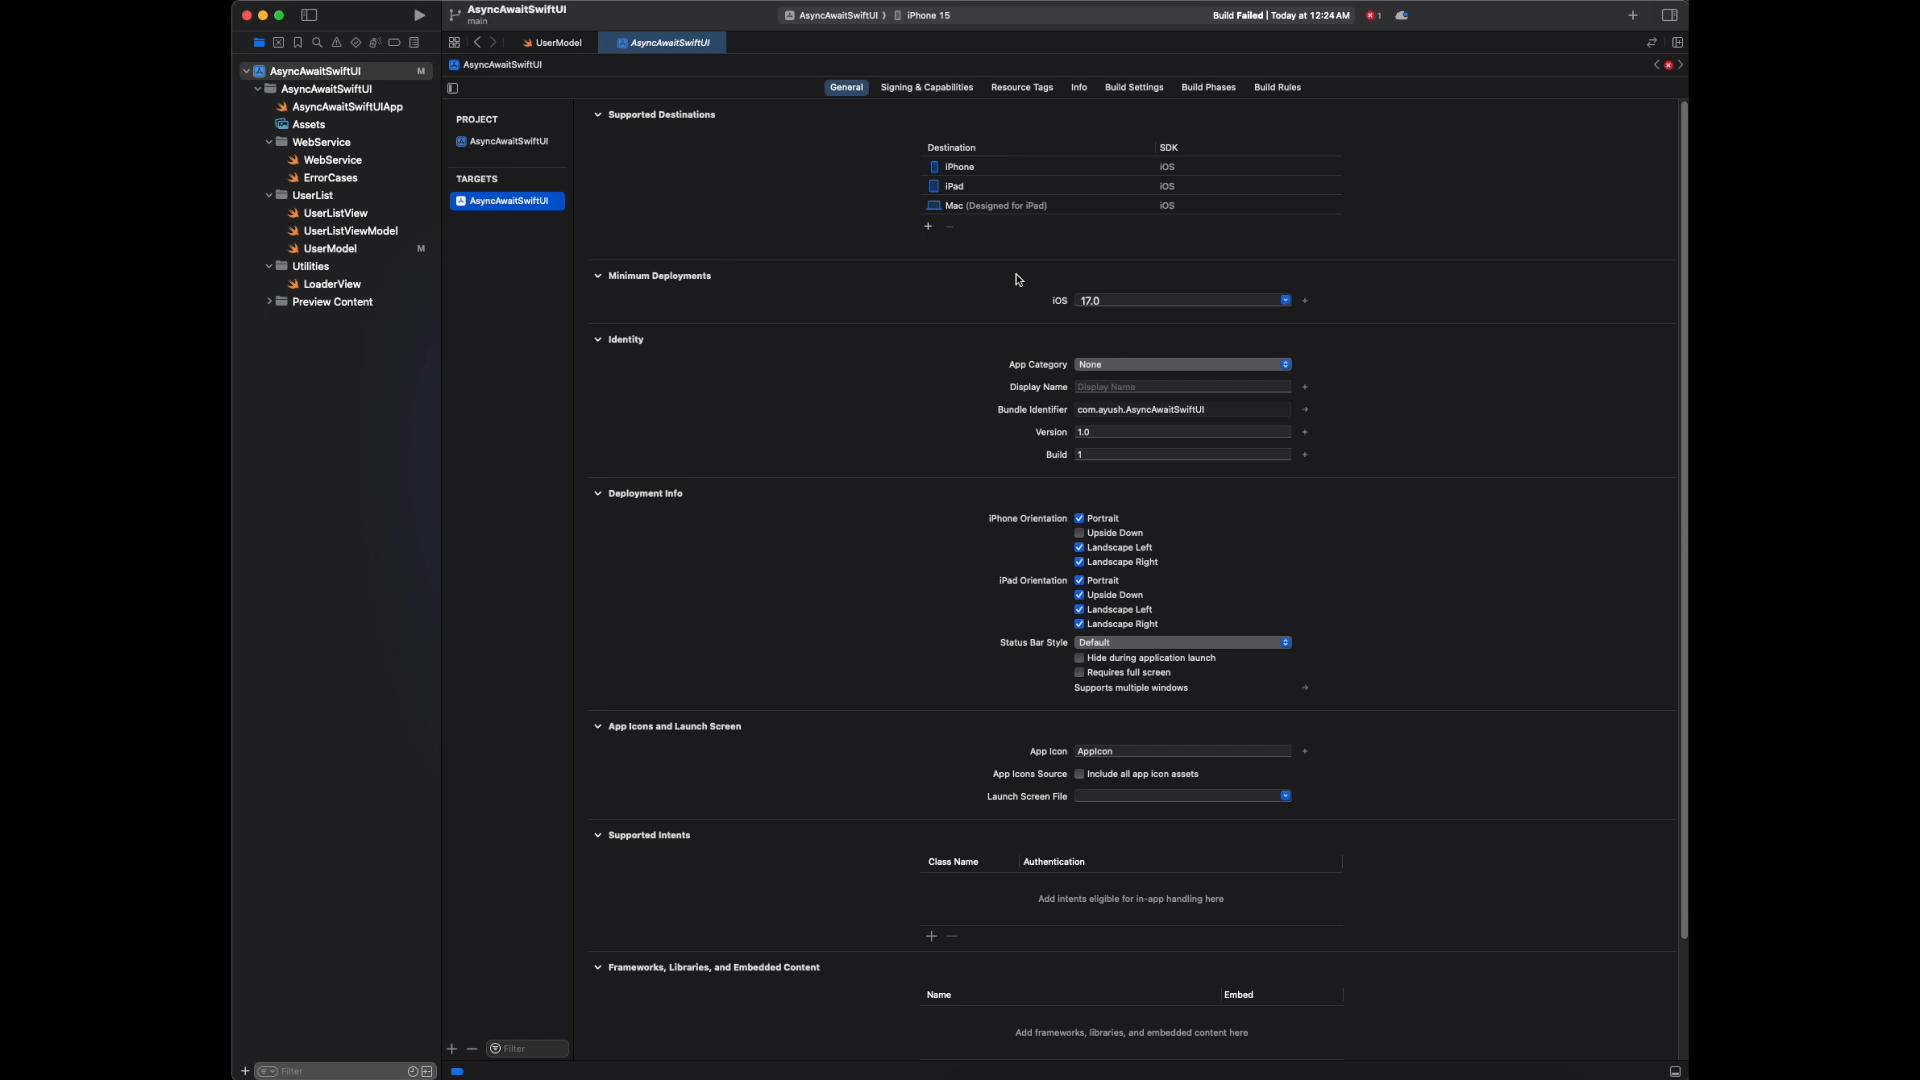 AsyncAwaitSwiftUI
main
AsyncAwaitSwiftUI
iPhone 15
Build Failed | Today at 12:24 AM
1
UserModel
AsyncAwaitSwiftUI
AsyncAwaitSwiftUI
General
Signing & Capabilities
Resource Tags
Info
Build Settings
Build Phases
Build Rules
AsyncAwaitSwiftUI M
AsyncAwaitSwiftUI
AsyncAwaitSwiftUIApp
Assets
WebService
WebService
ErrorCases
UserList
UserListView
UserListViewModel
UserModel M
Utilities
LoaderView
Preview Content
Filter
PROJECT
AsyncAwaitSwiftUI
TARGETS
AsyncAwaitSwiftUI
Filter
Supported Destinations
Destination SDK
iPhone iOS
iPad iOS
Mac (Designed for iPad) iOS
Minimum Deployments
iOS 17.0
Identity
App Category None
Display Name Display Name
Bundle Identifier com.ayush.AsyncAwaitSwiftUI
Version 1.0
Build 1
Deployment Info
iPhone Orientation Portrait
Upside Down
Landscape Left
Landscape Right
iPad Orientation Portrait
Upside Down
Landscape Left
Landscape Right
Status Bar Style Default
Hide during application launch
Requires full screen
Supports multiple windows
App Icons and Launch Screen
App Icon AppIcon
App Icons Source Include all app icon assets
Launch Screen File
Supported Intents
Class Name Authentication
Add intents eligible for in-app handling here
Frameworks, Libraries, and Embedded Content
Name Embed
Add frameworks, libraries, and embedded content here